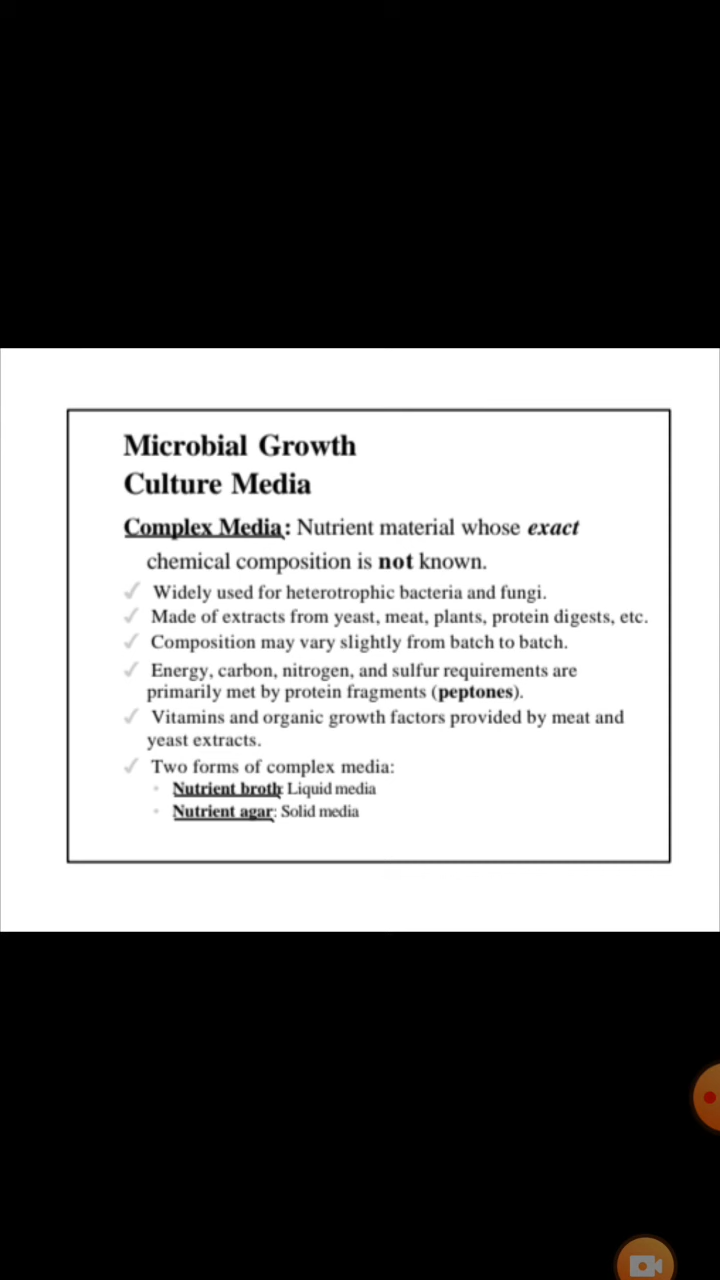 Microbial Growth
Culture Media
Complex Media: Nutrient material whose exact
chemical composition is not known.
✓ Widely used for heterotrophic bacteria and fungi.
✓ Made of extracts from yeast, meat, plants, protein digests, etc.
✓ Composition may vary slightly from batch to batch.
✓ Energy, carbon, nitrogen, and sulfur requirements are
primarily met by protein fragments (peptones).
✓ Vitamins and organic growth factors provided by meat and
yeast extracts.
✓ Two forms of complex media:
• Nutrient broth: Liquid media
• Nutrient agar: Solid media